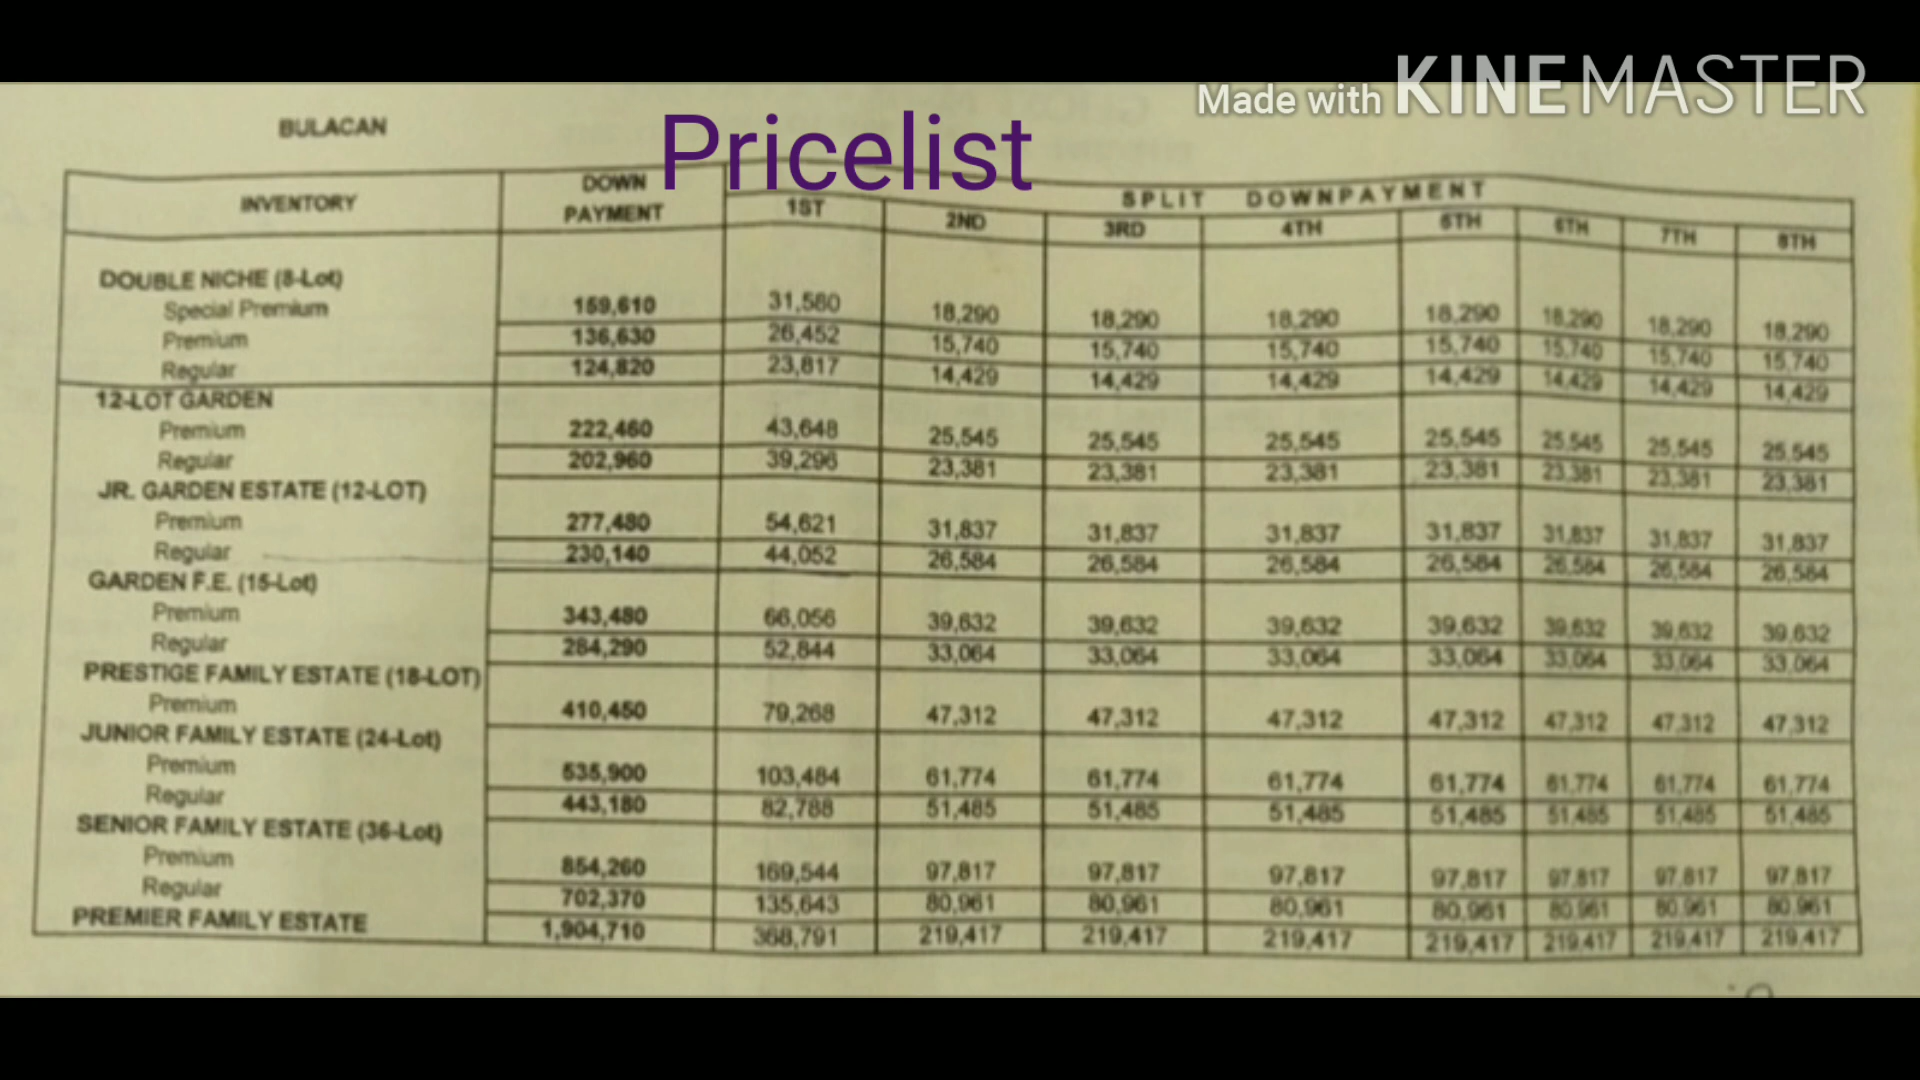 Made with KINEMASTER
Pricelist
BULACAN
INVENTORY DOWN PAYMENT SPLIT DOWNPAYMENT
1ST 2ND 3RD 4TH 5TH 6TH 7TH 8TH
DOUBLE NICHE (8-Lot)
Special Premium 159,610 31,580 18,290 18,290 18,290 18,290 18,290 18,290 18,290
Premium 136,630 26,452 15,740 15,740 15,740 15,740 15,740 15,740 15,740
Regular 124,820 23,817 14,429 14,429 14,429 14,429 14,429 14,429 14,429
12-LOT GARDEN
Premium 222,460 43,648 25,545 25,545 25,545 25,545 25,545 25,545 25,545
Regular 202,960 39,296 23,381 23,381 23,381 23,381 23,381 23,381 23,381
JR. GARDEN ESTATE (12-LOT)
Premium 277,480 54,621 31,837 31,837 31,837 31,837 31,837 31,837 31,837
Regular 230,140 44,052 26,584 26,584 26,584 26,584 26,584 26,584 26,584
GARDEN F.E. (15-Lot)
Premium 343,480 66,056 39,632 39,632 39,632 39,632 39,632 39,632 39,632
Regular 284,290 52,844 33,064 33,064 33,064 33,064 33,064 33,064 33,064
PRESTIGE FAMILY ESTATE (18-LOT)
Premium 410,450 79,268 47,312 47,312 47,312 47,312 47,312 47,312 47,312
JUNIOR FAMILY ESTATE (24-Lot)
Premium 535,900 103,484 61,774 61,774 61,774 61,774 61,774 61,774 61,774
Regular 443,180 82,788 51,485 51,485 51,485 51,485 51,485 51,485 51,485
SENIOR FAMILY ESTATE (36-Lot)
Premium 854,260 169,544 97,817 97,817 97,817 97,817 97,817 97,817 97,817
Regular 702,370 135,643 80,961 80,961 80,961 80,961 80,961 80,961 80,961
PREMIER FAMILY ESTATE 1,904,710 368,791 219,417 219,417 219,417 219,417 219,417 219,417 219,417